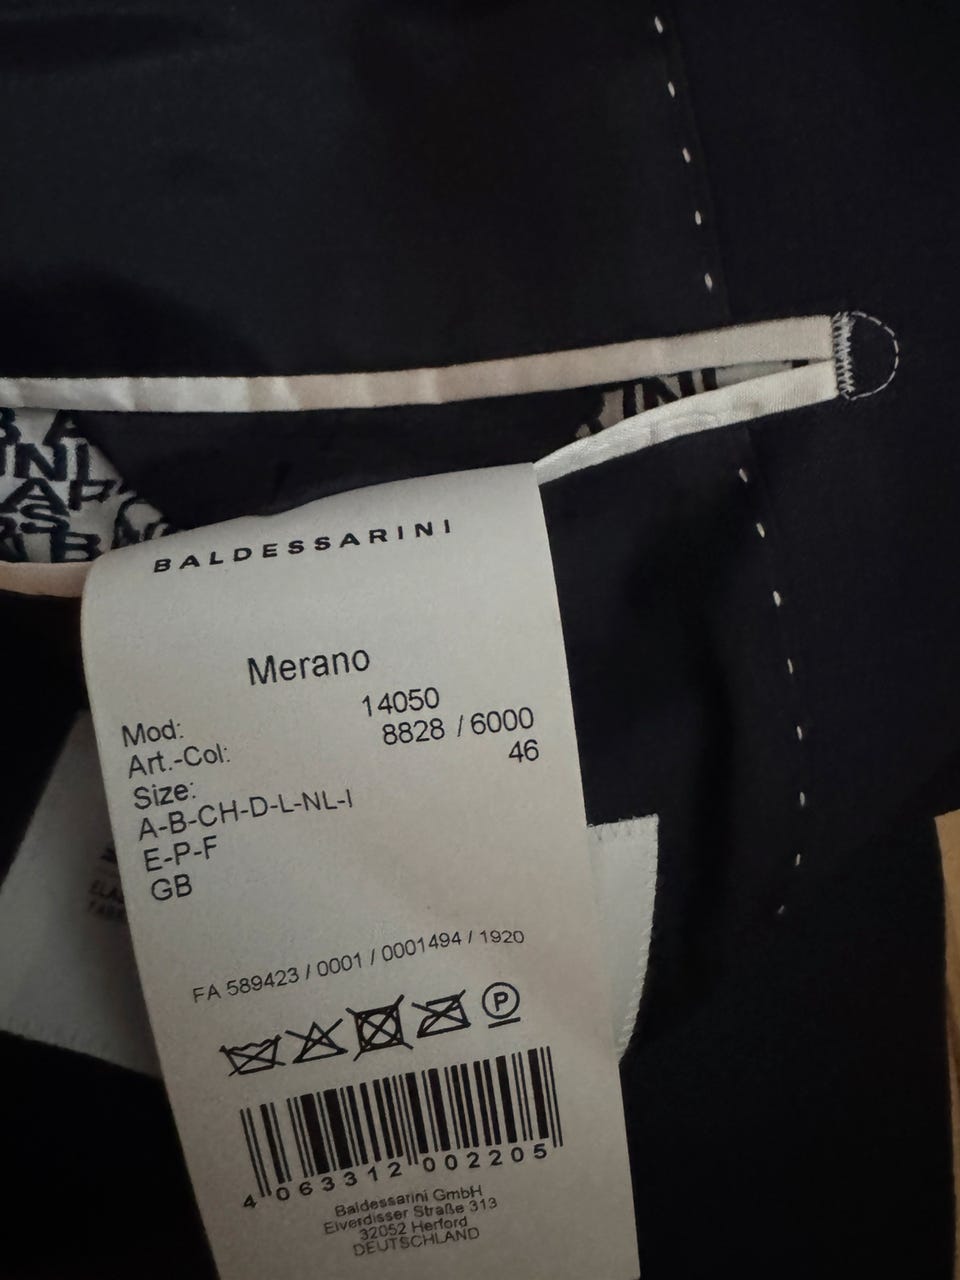 BALDESSARINI
Merano
Mod: 14050
Art.-Col: 8828 / 6000
Size: 46
A-B-CH-D-L-NL-I
E-P-F
GB
FA 589423 / 0001 / 0001494 / 1920
P
4 063312 002205
Baldessarini GmbH
Elverdisser Straße 313
32052 Herford
DEUTSCHLAND